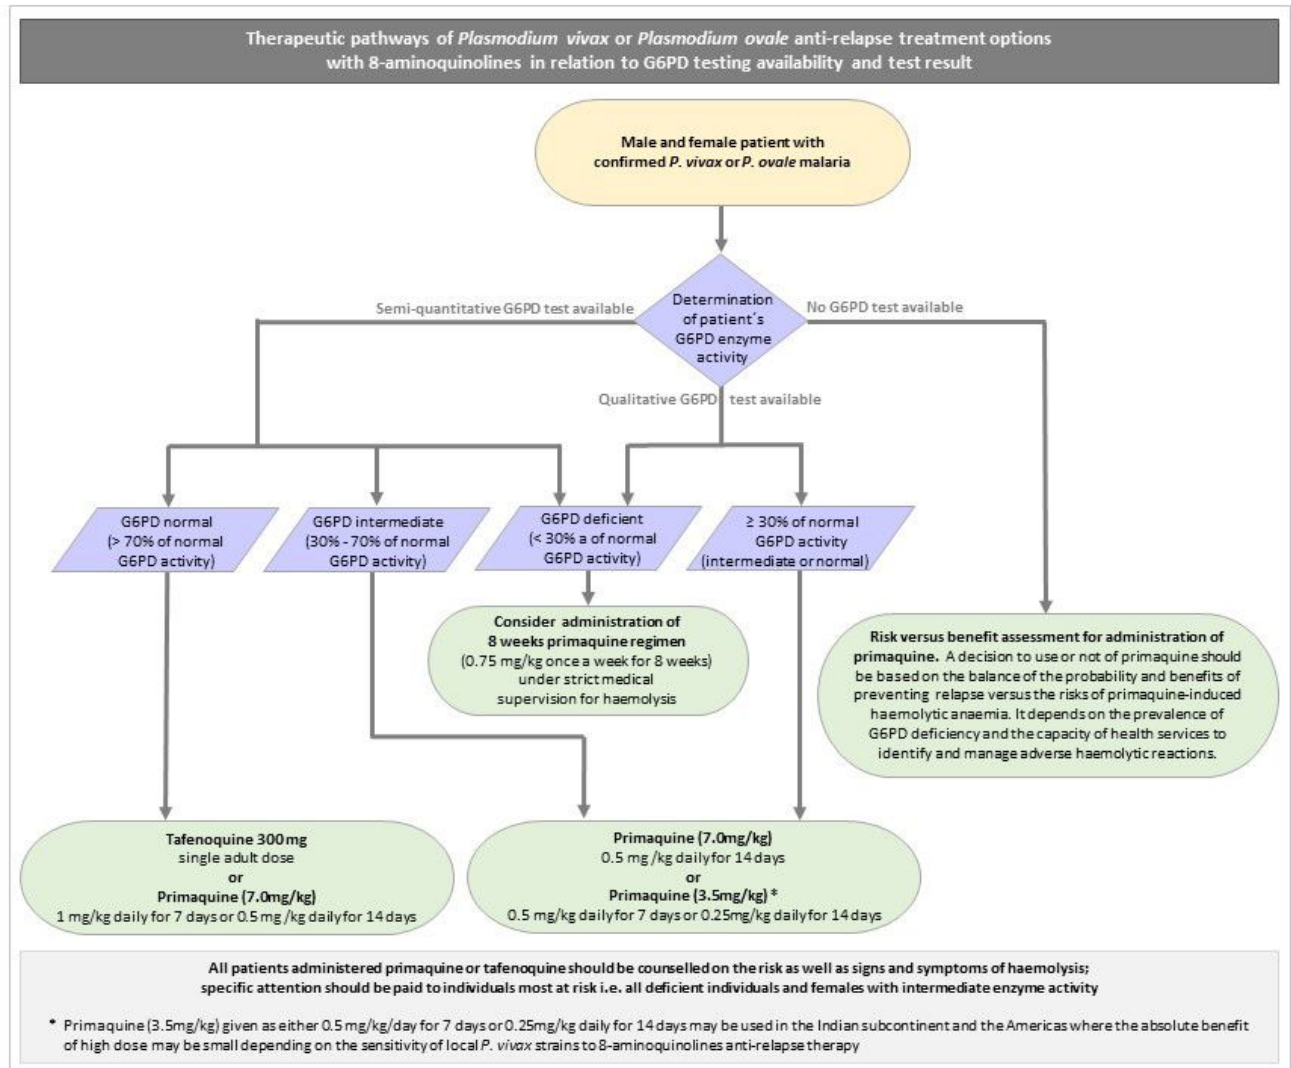 Therapeutic pathways of Plasmodium vivax or Plasmodium ovale anti-relapse treatment options
with 8-aminoquinolines in relation to G6PD testing availability and test result
Male and female patient with
confirmed P. vivax or P. ovale malaria
Determination
of patient´s
G6PD enzyme
activity
Semi-quantitative G6PD test available
No G6PD test available
Qualitative G6PD test available
G6PD normal
(> 70% of normal
G6PD activity)
G6PD intermediate
(30% - 70% of normal
G6PD activity)
G6PD deficient
(< 30% a of normal
G6PD activity)
≥ 30% of normal
G6PD activity
(intermediate or normal)
Consider administration of
8 weeks primaquine regimen
(0.75 mg/kg once a week for 8 weeks)
under strict medical
supervision for haemolysis
Risk versus benefit assessment for administration of
primaquine. A decision to use or not of primaquine should
be based on the balance of the probability and benefits of
preventing relapse versus the risks of primaquine-induced
haemolytic anaemia. It depends on the prevalence of
G6PD deficiency and the capacity of health services to
identify and manage adverse haemolytic reactions.
Tafenoquine 300 mg
single adult dose
or
Primaquine (7.0mg/kg)
1 mg/kg daily for 7 days or 0.5 mg /kg daily for 14 days
Primaquine (7.0mg/kg)
0.5 mg /kg daily for 14 days
or
Primaquine (3.5mg/kg) *
0.5 mg/kg daily for 7 days or 0.25mg/kg daily for 14 days
All patients administered primaquine or tafenoquine should be counselled on the risk as well as signs and symptoms of haemolysis;
specific attention should be paid to individuals most at risk i.e. all deficient individuals and females with intermediate enzyme activity
* Primaquine (3.5mg/kg) given as either 0.5 mg/kg/day for 7 days or 0.25mg/kg daily for 14 days may be used in the Indian subcontinent and the Americas where the absolute benefit
of high dose may be small depending on the sensitivity of local P. vivax strains to 8-aminoquinolines anti-relapse therapy